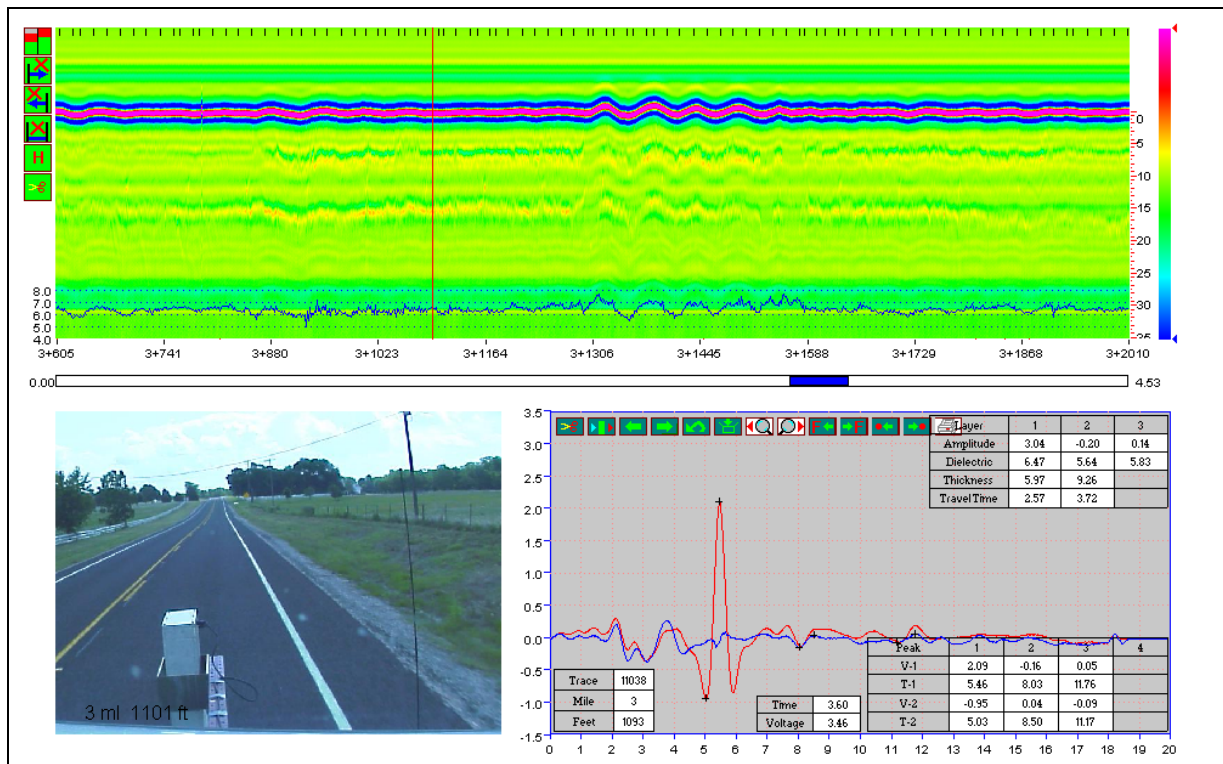 H
0
-5
-10
-15
-20
-25
-30
-35
8.0
7.0
6.0
5.0
4.0
3+605 3+741 3+880 3+1023 3+1164 3+1306 3+1445 3+1588 3+1729 3+1868 3+2010
0.00 4.53
3 ml 1101 ft
3.5
3.0
2.5
2.0
1.5
1.0
0.5
0.0
-0.5
-1.0
-1.5
0 1 2 3 4 5 6 7 8 9 10 11 12 13 14 15 16 17 18 19 20
Layer 1 2 3
Amplitude 3.04 -0.20 0.14
Dielectric 6.47 5.64 5.83
Thickness 5.97 9.26
Travel Time 2.57 3.72
Trace 11038
Mile 3
Feet 1093
Time 3.60
Voltage 3.46
Peak 1 2 3 4
V-1 2.09 -0.16 0.05
T-1 5.46 8.03 11.76
V-2 -0.95 0.04 -0.09
T-2 5.03 8.50 11.17